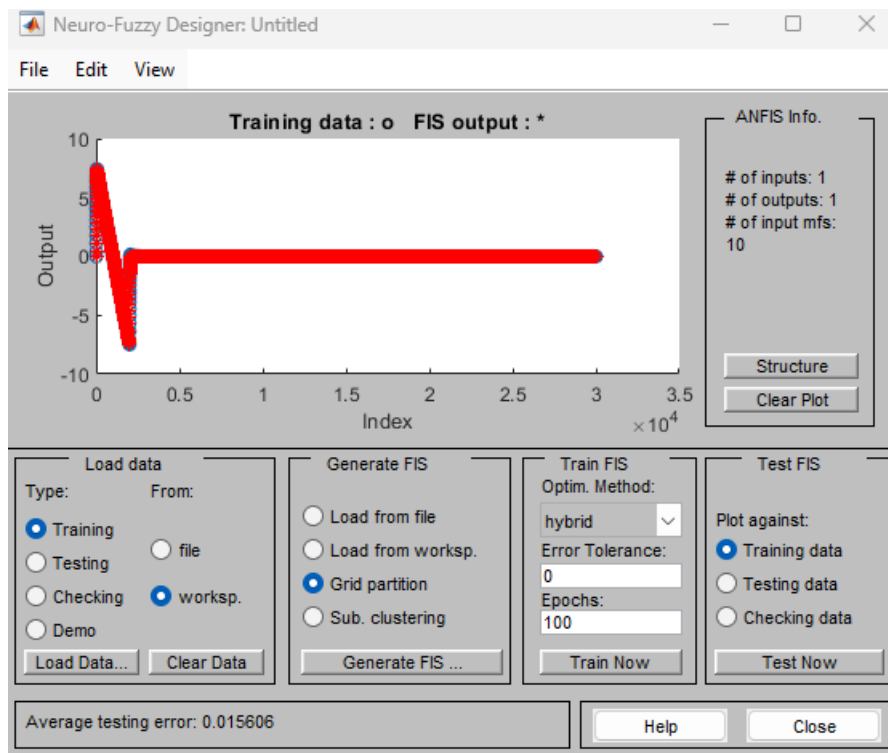 Neuro-Fuzzy Designer: Untitled
File Edit View
Training data : o FIS output : *
10
5
0
-5
-10
Output
0 0.5 1 1.5 2 2.5 3 3.5
Index
×10^4
ANFIS Info.
# of inputs: 1
# of outputs: 1
# of input mfs:
10
Structure
Clear Plot
Load data
Type: From:
Training
Testing
Checking
Demo
file
worksp.
Load Data... Clear Data
Generate FIS
Load from file
Load from worksp.
Grid partition
Sub. clustering
Generate FIS ...
Train FIS
Optim. Method:
hybrid
Error Tolerance:
0
Epochs:
100
Train Now
Test FIS
Plot against:
Training data
Testing data
Checking data
Test Now
Average testing error: 0.015606
Help Close